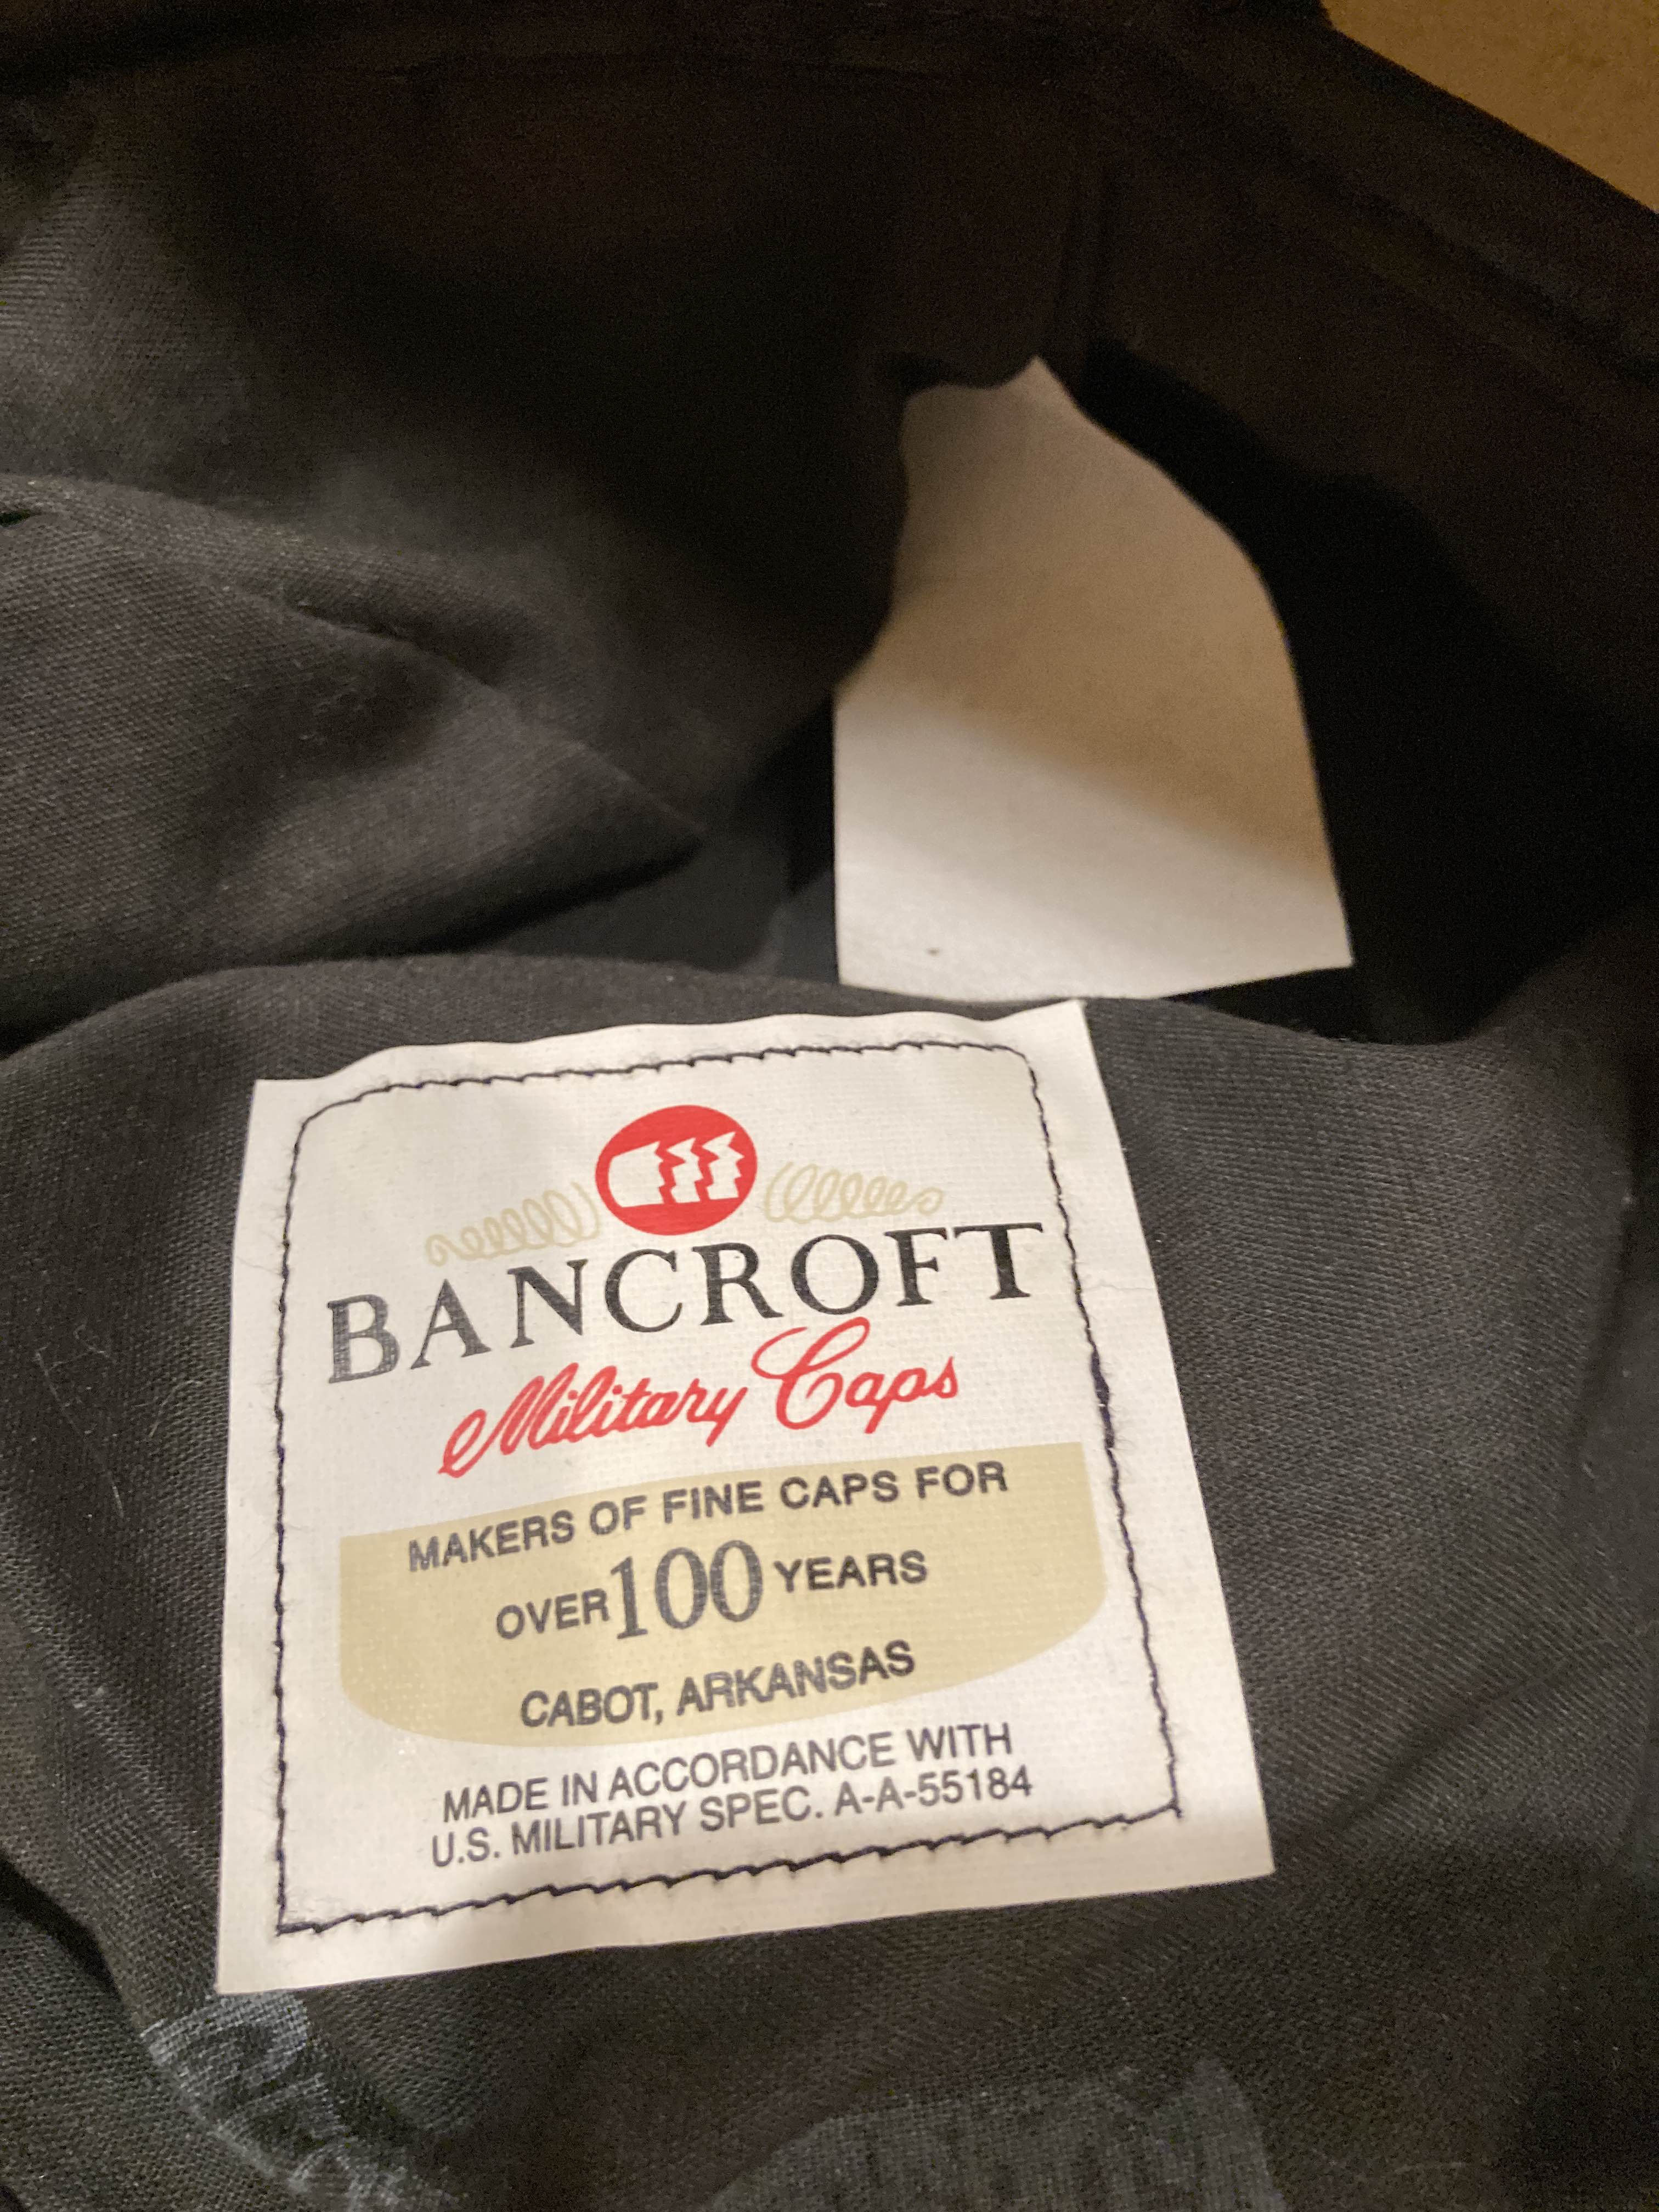 BANCROFT
Military Caps
MAKERS OF FINE CAPS FOR
OVER 100 YEARS
CABOT, ARKANSAS
MADE IN ACCORDANCE WITH
U.S. MILITARY SPEC. A-A-55184